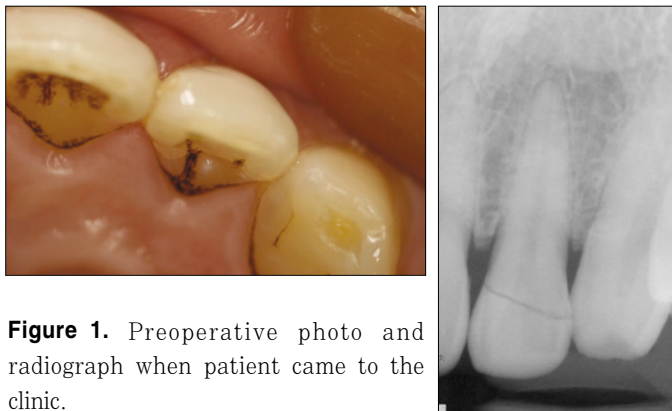 Figure 1. Preoperative photo and
radiograph when patient came to the
clinic.